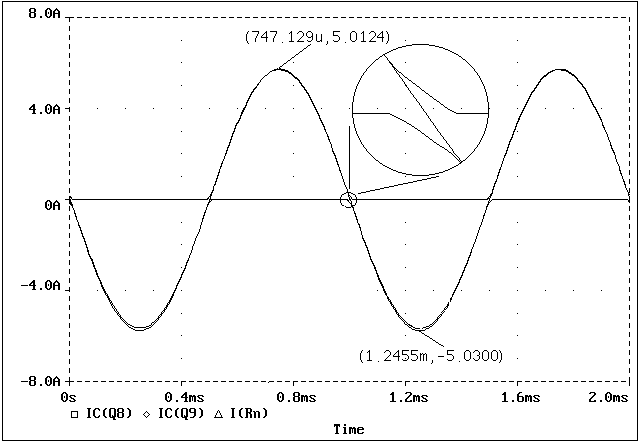 8.0A
(747.129u,5.0124)
4.0A
0A
-4.0A
(1.2455m,-5.0300)
-8.0A
0s 0.4ms 0.8ms 1.2ms 1.6ms 2.0ms
□ IC(Q8) ◇ IC(Q9) △ I(Rn)
Time